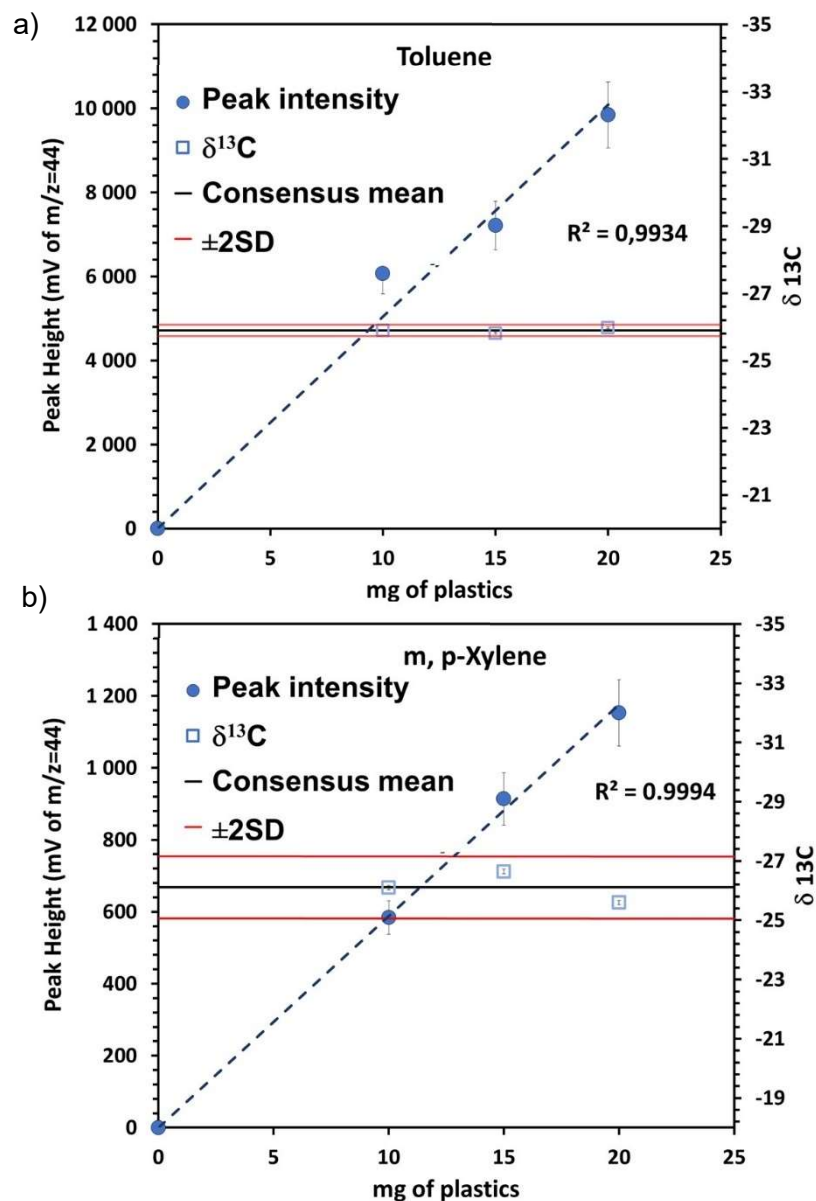 a)
12 000
10 000
8 000
6 000
4 000
2 000
0
Peak Height (mV of m/z=44)
Toluene
Peak intensity
δ¹³C
Consensus mean
±2SD
R² = 0,9934
-35
-33
-31
-29
-27
-25
-23
-21
δ 13C
0 5 10 15 20 25
mg of plastics
b)
1 400
1 200
1 000
800
600
400
200
0
Peak Height (mV of m/z=44)
m, p-Xylene
Peak intensity
δ¹³C
Consensus mean
±2SD
R² = 0.9994
-35
-33
-31
-29
-27
-25
-23
-21
-19
δ 13C
0 5 10 15 20 25
mg of plastics